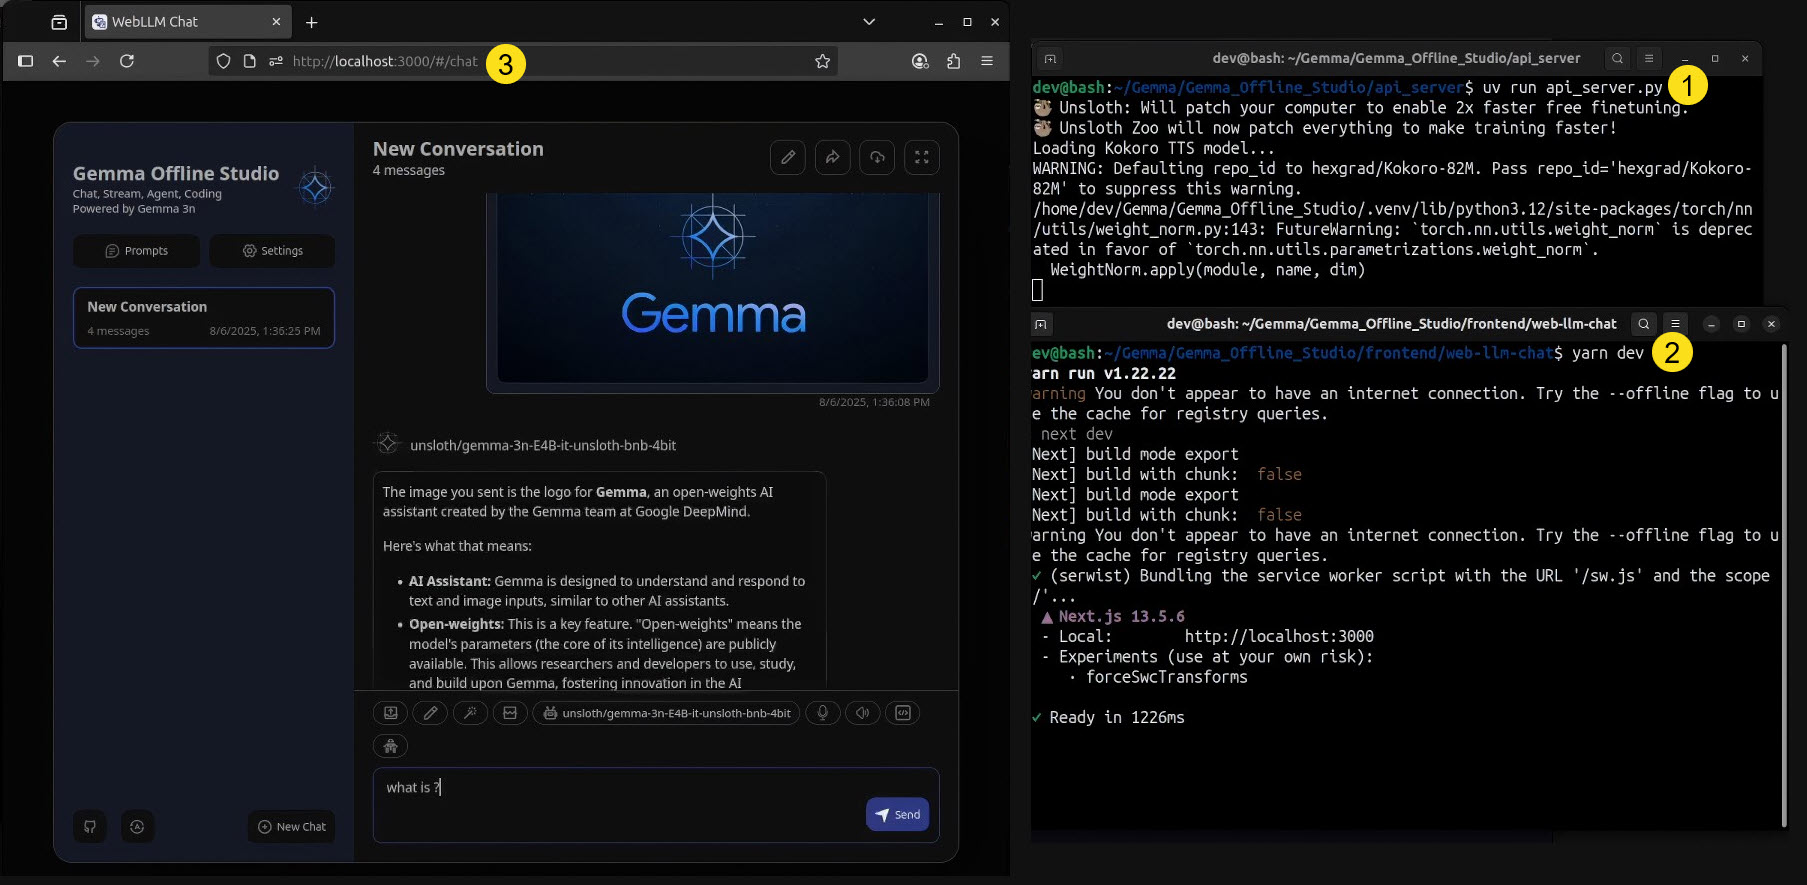 WebLLM Chat
http://localhost:3000/#/chat
3
Gemma Offline Studio
Chat, Stream, Agent, Coding
Powered by Gemma 3n
Prompts
Settings
New Conversation
4 messages
8/6/2025, 1:36:25 PM
New Chat
New Conversation
4 messages
Gemma
8/6/2025, 1:36:08 PM
unsloth/gemma-3n-E4B-it-unsloth-bnb-4bit
The image you sent is the logo for Gemma, an open-weights AI
assistant created by the Gemma team at Google DeepMind.
Here's what that means:
• AI Assistant: Gemma is designed to understand and respond to
text and image inputs, similar to other AI assistants.
• Open-weights: This is a key feature. "Open-weights" means the
model's parameters (the core of its intelligence) are publicly
available. This allows researchers and developers to use, study,
and build upon Gemma, fostering innovation in the AI
unsloth/gemma-3n-E4B-it-unsloth-bnb-4bit
what is ?
Send
dev@bash: ~/Gemma/Gemma_Offline_Studio/api_server
dev@bash:~/Gemma/Gemma_Offline_Studio/api_server$ uv run api_server.py
1
🦥 Unsloth: Will patch your computer to enable 2x faster free finetuning.
🦥 Unsloth Zoo will now patch everything to make training faster!
Loading Kokoro TTS model...
WARNING: Defaulting repo_id to hexgrad/Kokoro-82M. Pass repo_id='hexgrad/Kokoro-
82M' to suppress this warning.
/home/dev/Gemma/Gemma_Offline_Studio/.venv/lib/python3.12/site-packages/torch/nn
/utils/weight_norm.py:143: FutureWarning: `torch.nn.utils.weight_norm` is deprec
ated in favor of `torch.nn.utils.parametrizations.weight_norm`.
WeightNorm.apply(module, name, dim)
dev@bash: ~/Gemma/Gemma_Offline_Studio/frontend/web-llm-chat
ev@bash:~/Gemma/Gemma_Offline_Studio/frontend/web-llm-chat$ yarn dev
2
arn run v1.22.22
arning You don't appear to have an internet connection. Try the --offline flag to u
e the cache for registry queries.
next dev
Next] build mode export
Next] build with chunk:  false
Next] build mode export
Next] build with chunk:  false
arning You don't appear to have an internet connection. Try the --offline flag to u
e the cache for registry queries.
✓ (serwist) Bundling the service worker script with the URL '/sw.js' and the scope
/'...
▲ Next.js 13.5.6
- Local:        http://localhost:3000
- Experiments (use at your own risk):
· forceSwcTransforms
✓ Ready in 1226ms